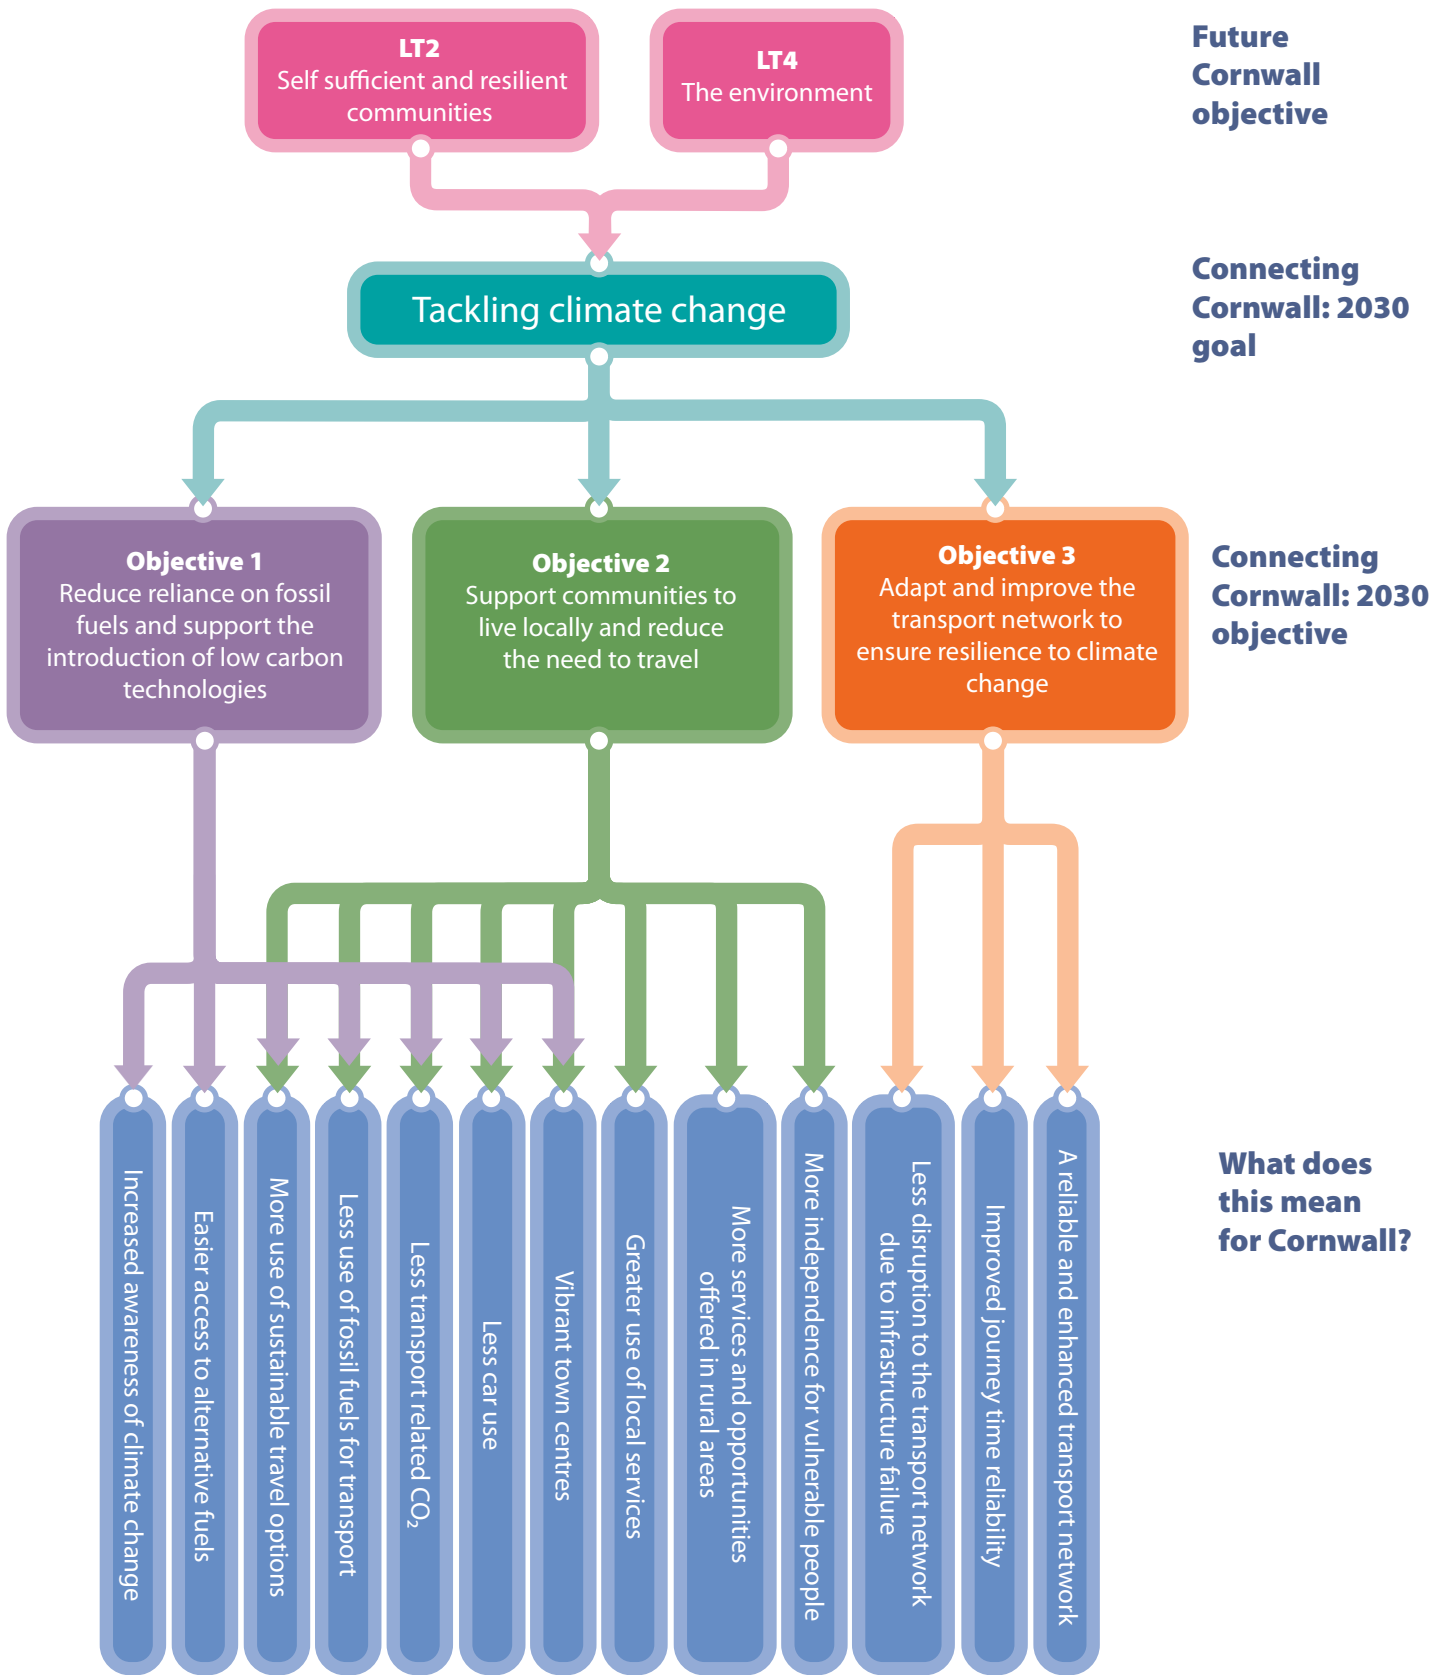 LT2
Self sufficient and resilient
communities
LT4
The environment
Future
Cornwall
objective
Tackling climate change
Connecting
Cornwall: 2030
goal
Objective 1
Reduce reliance on fossil
fuels and support the
introduction of low carbon
technologies
Objective 2
Support communities to
live locally and reduce
the need to travel
Objective 3
Adapt and improve the
transport network to
ensure resilience to climate
change
Connecting
Cornwall: 2030
objective
Increased awareness of climate change
Easier access to alternative fuels
More use of sustainable travel options
Less use of fossil fuels for transport
Less transport related CO₂
Less car use
Vibrant town centres
Greater use of local services
More services and opportunities
offered in rural areas
More independence for vulnerable people
Less disruption to the transport network
due to infrastructure failure
Improved journey time reliability
A reliable and enhanced transport network
What does
this mean
for Cornwall?